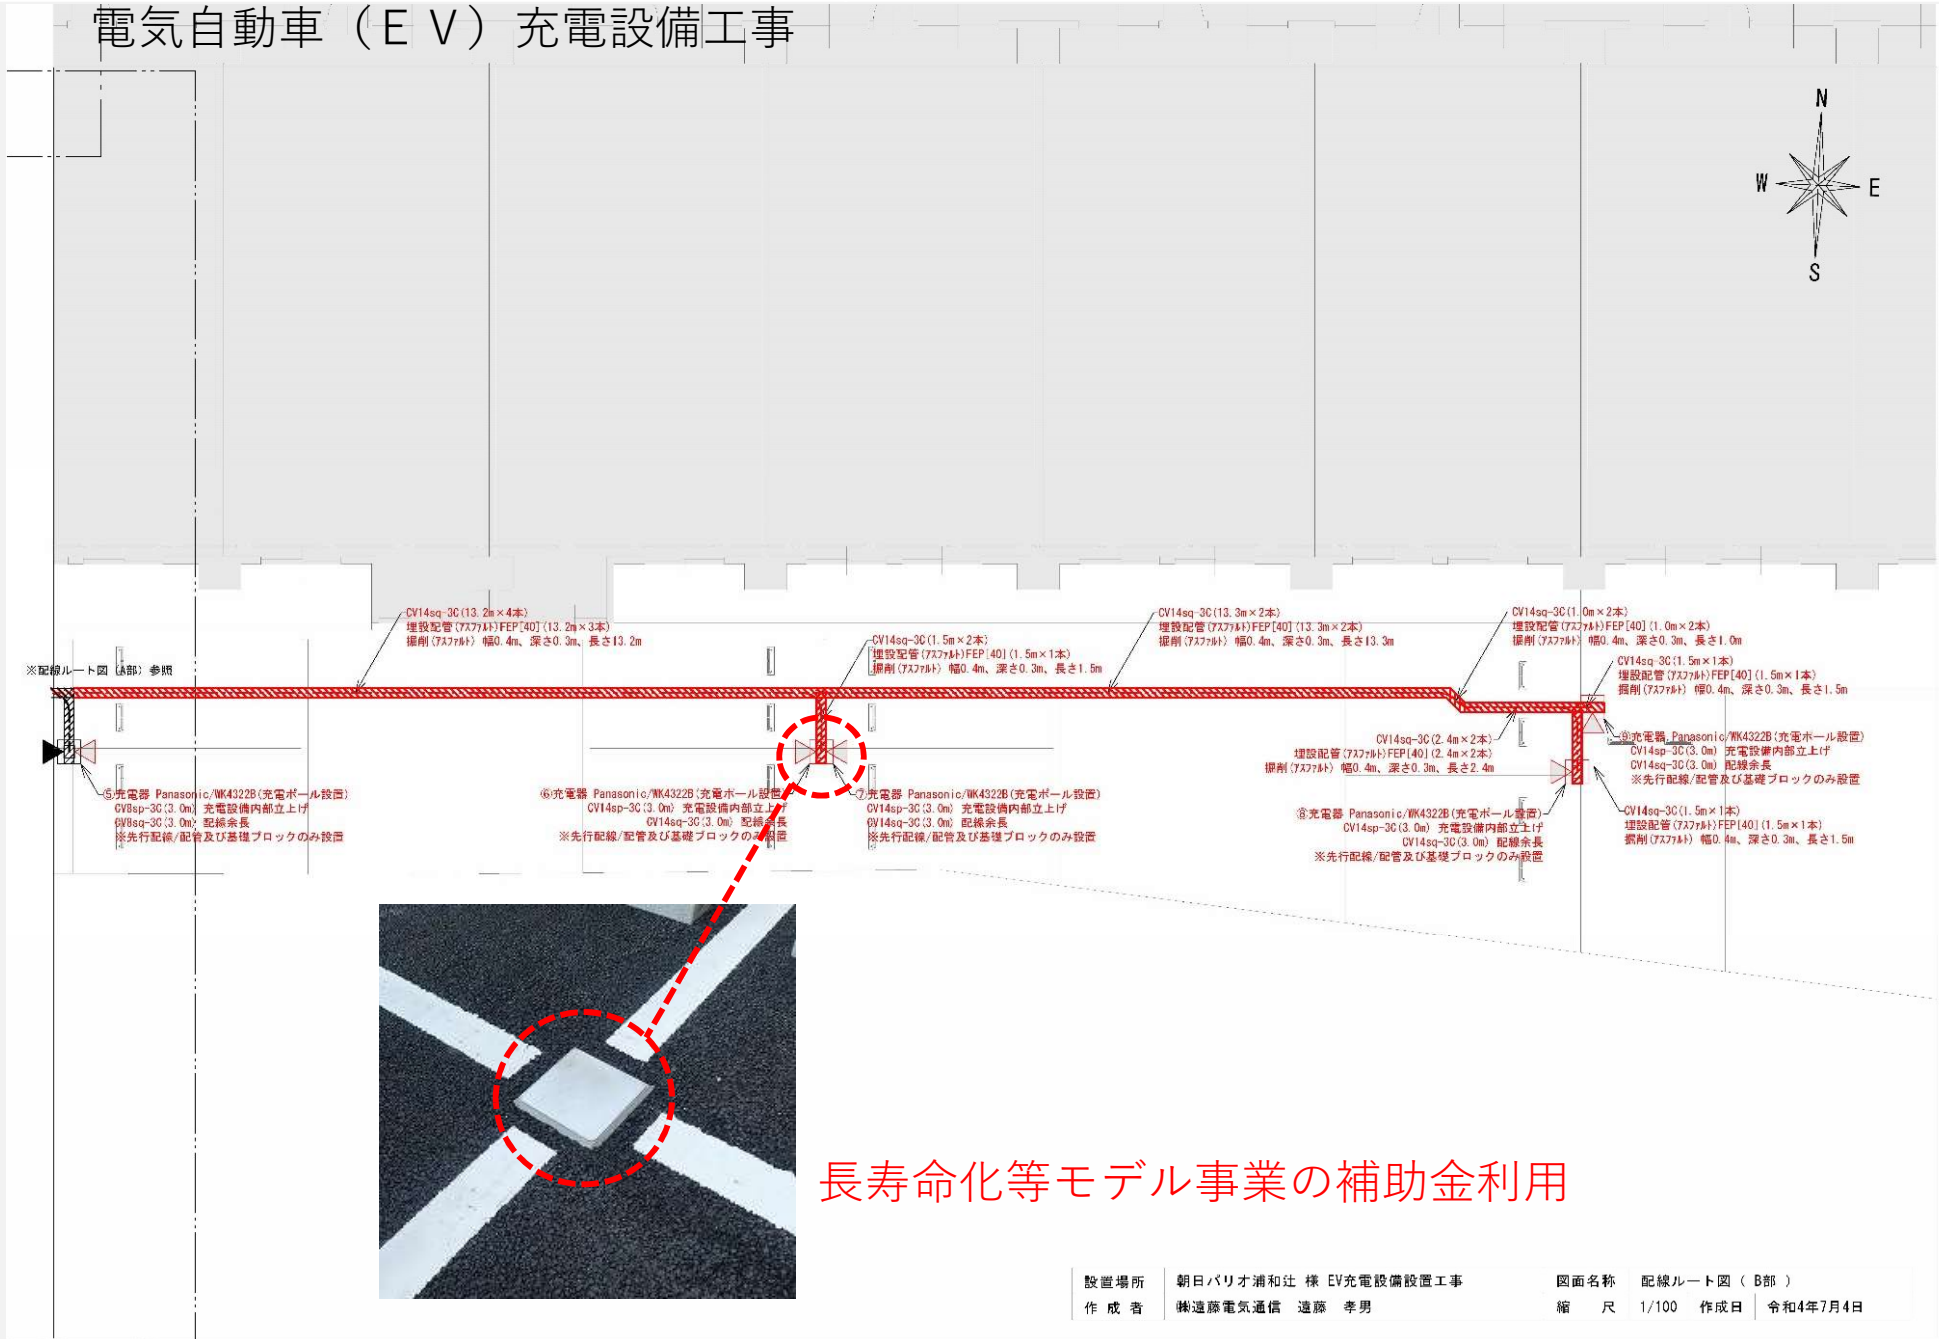 電気自動車（ＥＶ）充電設備工事
N
W
E
S
CV14sq-3C(13.2m×4本)
埋設配管(ｱｽﾌｧﾙﾄ)FEP[40](13.2m×3本)
掘削(ｱｽﾌｧﾙﾄ) 幅0.4m、深さ0.3m、長さ13.2m
CV14sq-3C(1.5m×2本)
埋設配管(ｱｽﾌｧﾙﾄ)FEP[40](1.5m×1本)
掘削(ｱｽﾌｧﾙﾄ) 幅0.4m、深さ0.3m、長さ1.5m
CV14sq-3C(13.3m×2本)
埋設配管(ｱｽﾌｧﾙﾄ)FEP[40](13.3m×2本)
掘削(ｱｽﾌｧﾙﾄ) 幅0.4m、深さ0.3m、長さ13.3m
CV14sq-3C(1.0m×2本)
埋設配管(ｱｽﾌｧﾙﾄ)FEP[40](1.0m×2本)
掘削(ｱｽﾌｧﾙﾄ) 幅0.4m、深さ0.3m、長さ1.0m
CV14sq-3C(1.5m×1本)
埋設配管(ｱｽﾌｧﾙﾄ)FEP[40](1.5m×1本)
掘削(ｱｽﾌｧﾙﾄ) 幅0.4m、深さ0.3m、長さ1.5m
※配線ルート図（A部）参照
CV14sq-3C(2.4m×2本)
埋設配管(ｱｽﾌｧﾙﾄ)FEP[40](2.4m×2本)
掘削(ｱｽﾌｧﾙﾄ) 幅0.4m、深さ0.3m、長さ2.4m
⑨充電器 Panasonic/WK4322B(充電ポール設置)
CV14sp-3C(3.0m) 充電設備内部立上げ
CV14sq-3C(3.0m) 配線余長
※先行配線/配管及び基礎ブロックのみ設置
⑤充電器 Panasonic/WK4322B(充電ポール設置)
CV8sp-3C(3.0m) 充電設備内部立上げ
CV8sq-3C(3.0m) 配線余長
※先行配線/配管及び基礎ブロックのみ設置
⑥充電器 Panasonic/WK4322B(充電ポール設置)
CV14sp-3C(3.0m) 充電設備内部立上げ
CV14sq-3C(3.0m) 配線余長
※先行配線/配管及び基礎ブロックのみ設置
⑦充電器 Panasonic/WK4322B(充電ポール設置)
CV14sp-3C(3.0m) 充電設備内部立上げ
CV14sq-3C(3.0m) 配線余長
※先行配線/配管及び基礎ブロックのみ設置
⑧充電器 Panasonic/WK4322B(充電ポール設置)
CV14sp-3C(3.0m) 充電設備内部立上げ
CV14sq-3C(3.0m) 配線余長
※先行配線/配管及び基礎ブロックのみ設置
CV14sq-3C(1.5m×1本)
埋設配管(ｱｽﾌｧﾙﾄ)FEP[40](1.5m×1本)
掘削(ｱｽﾌｧﾙﾄ) 幅0.4m、深さ0.3m、長さ1.5m
長寿命化等モデル事業の補助金利用
設置場所 朝日パリオ浦和辻 様 EV充電設備設置工事 図面名称 配線ルート図（ B部 ）
作成者 ㈱遠藤電気通信 遠藤 孝男 縮尺 1/100 作成日 令和4年7月4日